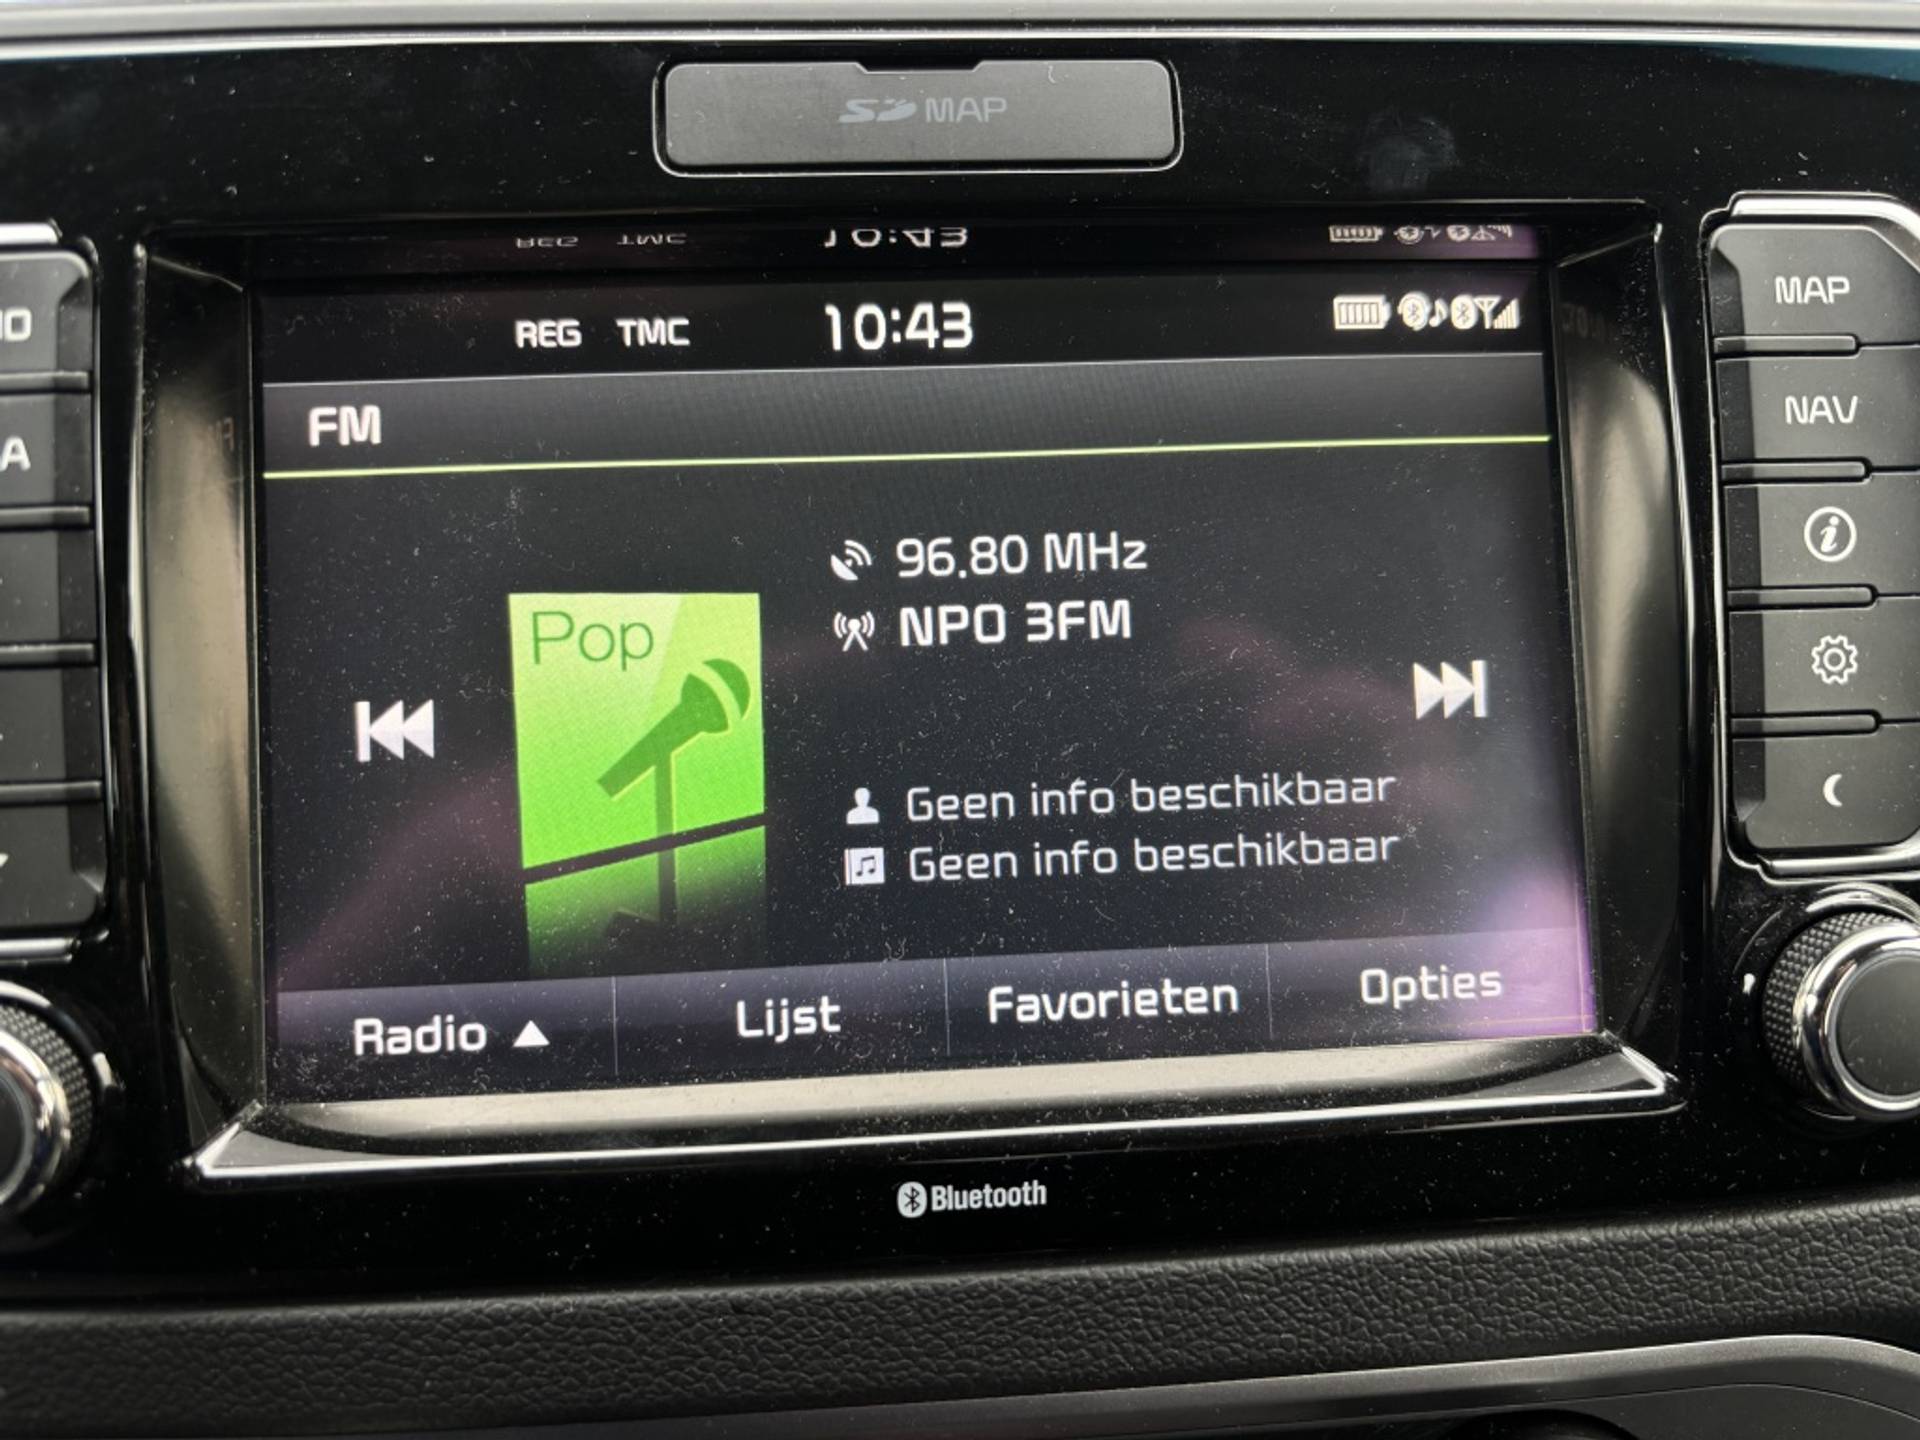 SD MAP
REG TMC 10:43
FM
96.80 MHz
NPO 3FM
Pop
Geen info beschikbaar
Geen info beschikbaar
Radio Lijst Favorieten Opties
Bluetooth
MAP
NAV